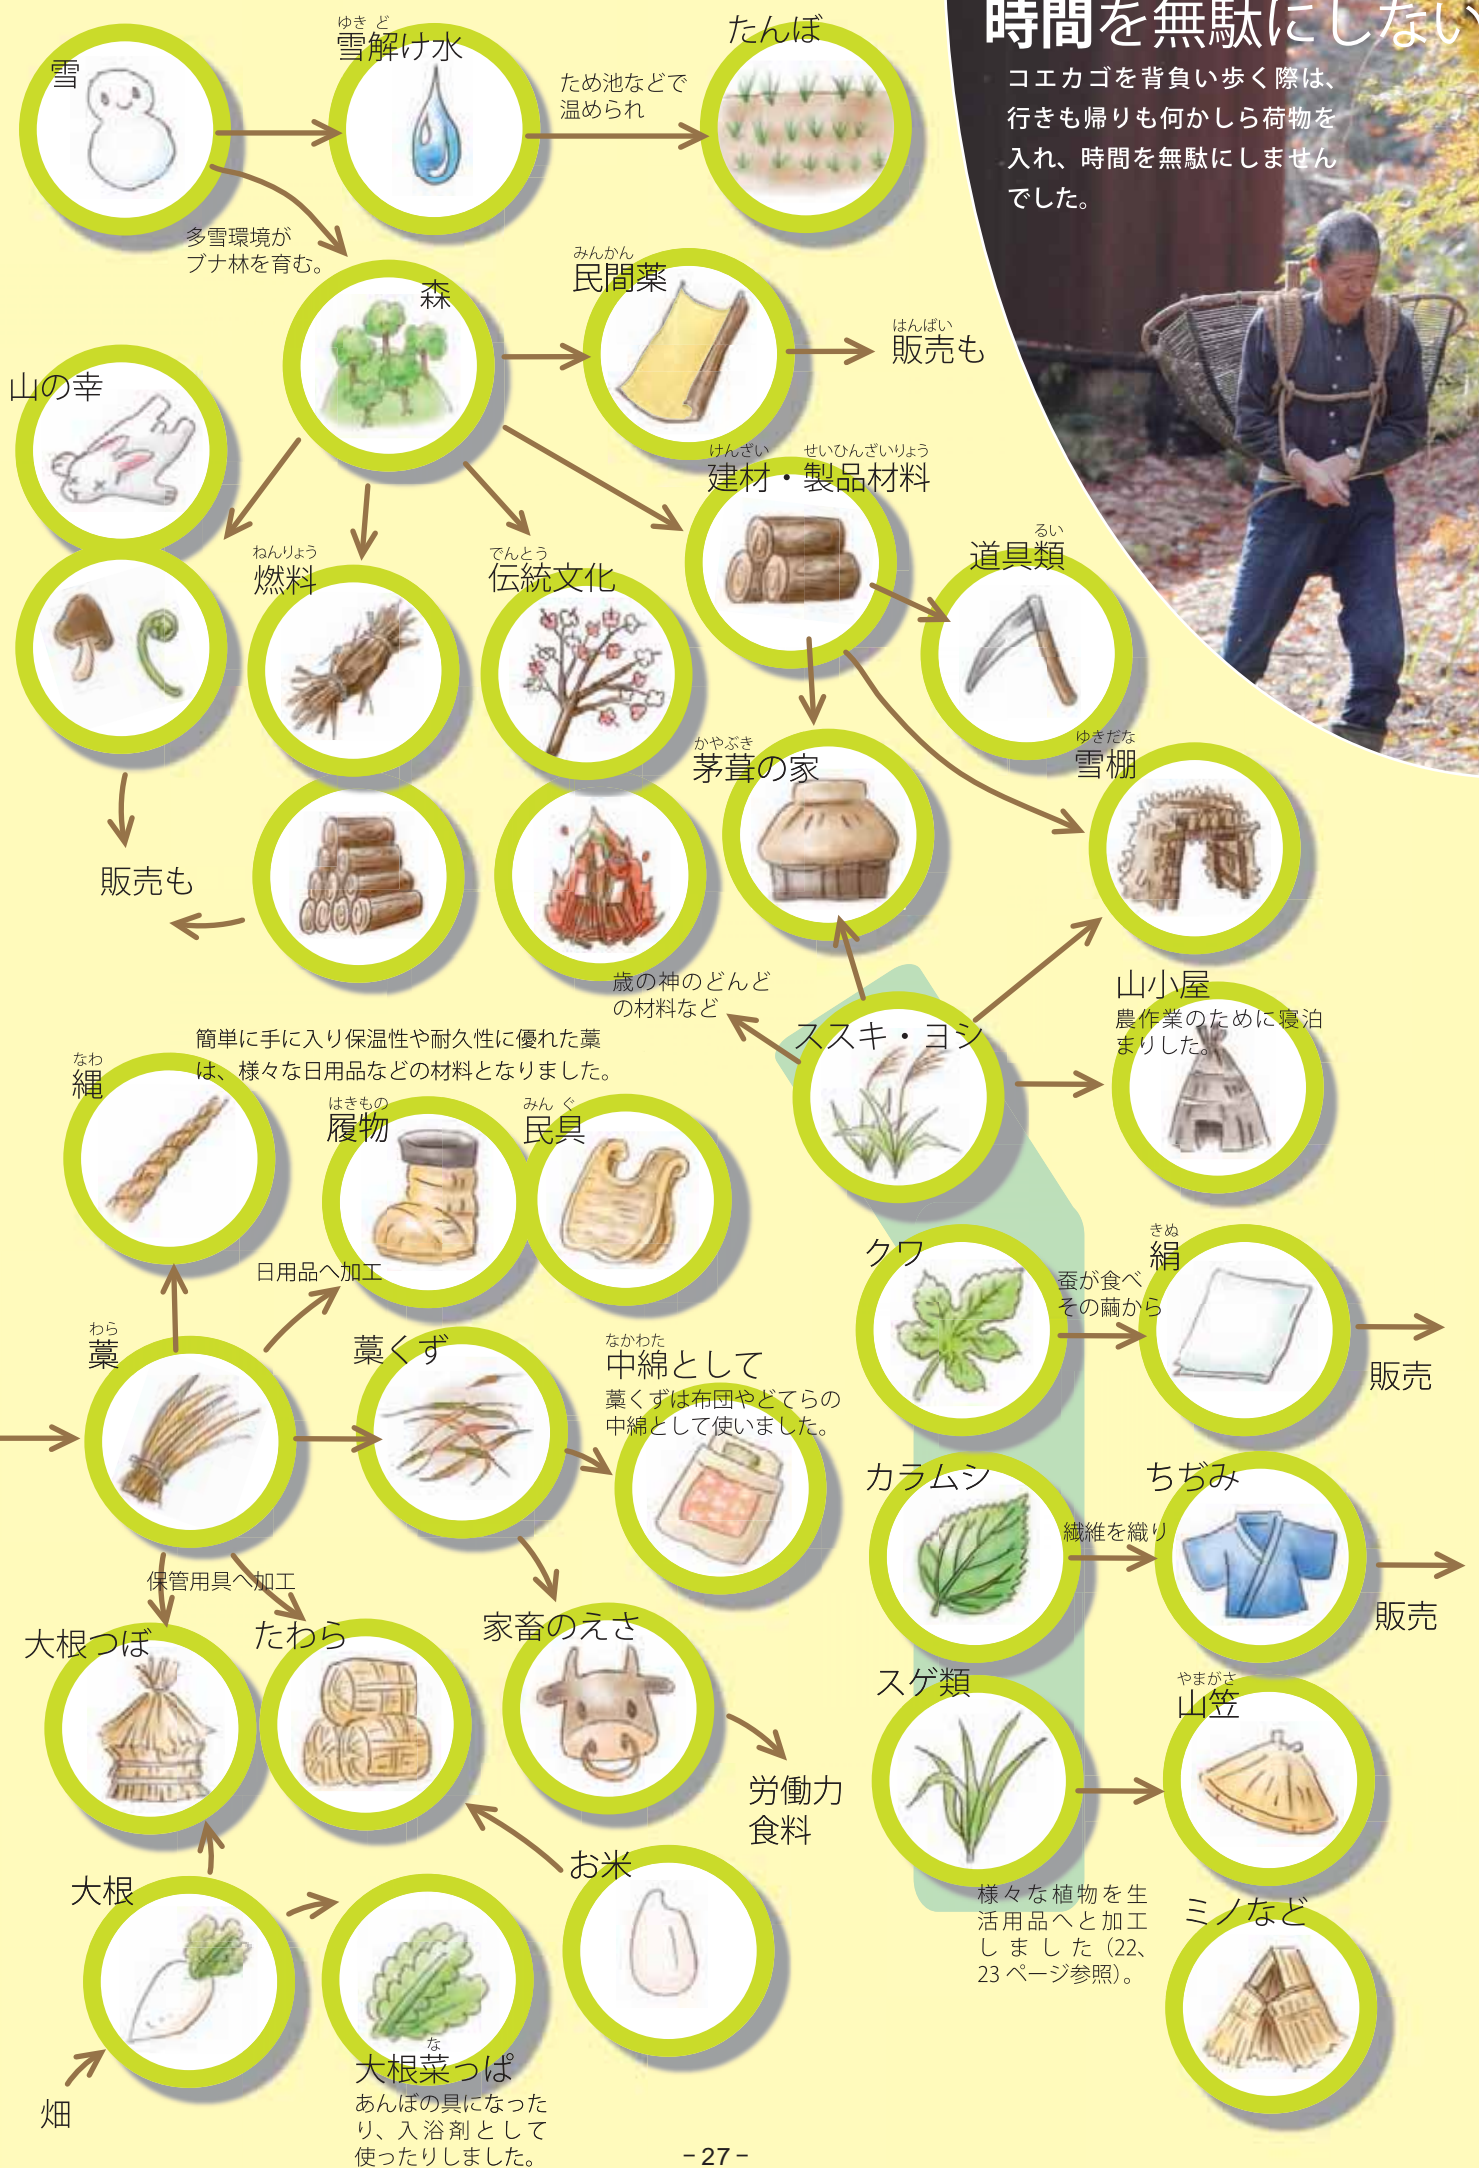 時間を無駄にしない
コエカゴを背負い歩く際は、
行きも帰りも何かしら荷物を
入れ、時間を無駄にしません
でした。
雪
ゆき ど
雪解け水
ため池などで
温められ
たんぼ
多雪環境が
ブナ林を育む。
森
みんかん
民間薬
はんばい
販売も
山の幸
けんざい せいひんざいりょう
建材・製品材料
るい
道具類
ねんりょう
燃料
でんとう
伝統文化
かやぶき
茅葺の家
ゆきだな
雪棚
販売も
歳の神のどんど
の材料など
ススキ・ヨシ
山小屋
農作業のために寝泊
まりした。
簡単に手に入り保温性や耐久性に優れた藁
は、様々な日用品などの材料となりました。
なわ
縄
はきもの
履物
みん ぐ
民具
日用品へ加工
わら
藁
藁くず
なかわた
中綿として
藁くずは布団やどてらの
中綿として使いました。
クワ
蚕が食べ
その繭から
きぬ
絹
販売
カラムシ
繊維を織り
ちぢみ
販売
保管用具へ加工
大根つぼ
たわら
家畜のえさ
労働力
食料
スゲ類
やまがさ
山笠
様々な植物を生
活用品へと加工
しました（22、
23 ページ参照）。
ミノなど
お米
大根
畑
な
大根菜っぱ
あんぼの具になった
り、入浴剤として
使ったりしました。
－27－